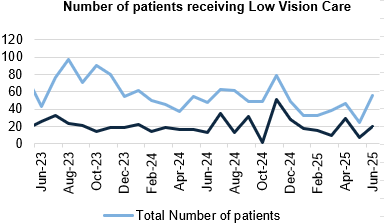 Number of patients receiving Low Vision Care
120
100
80
60
40
20
0
Jun-23
Aug-23
Oct-23
Dec-23
Feb-24
Apr-24
Jun-24
Aug-24
Oct-24
Dec-24
Feb-25
Apr-25
Jun-25
Total Number of patients